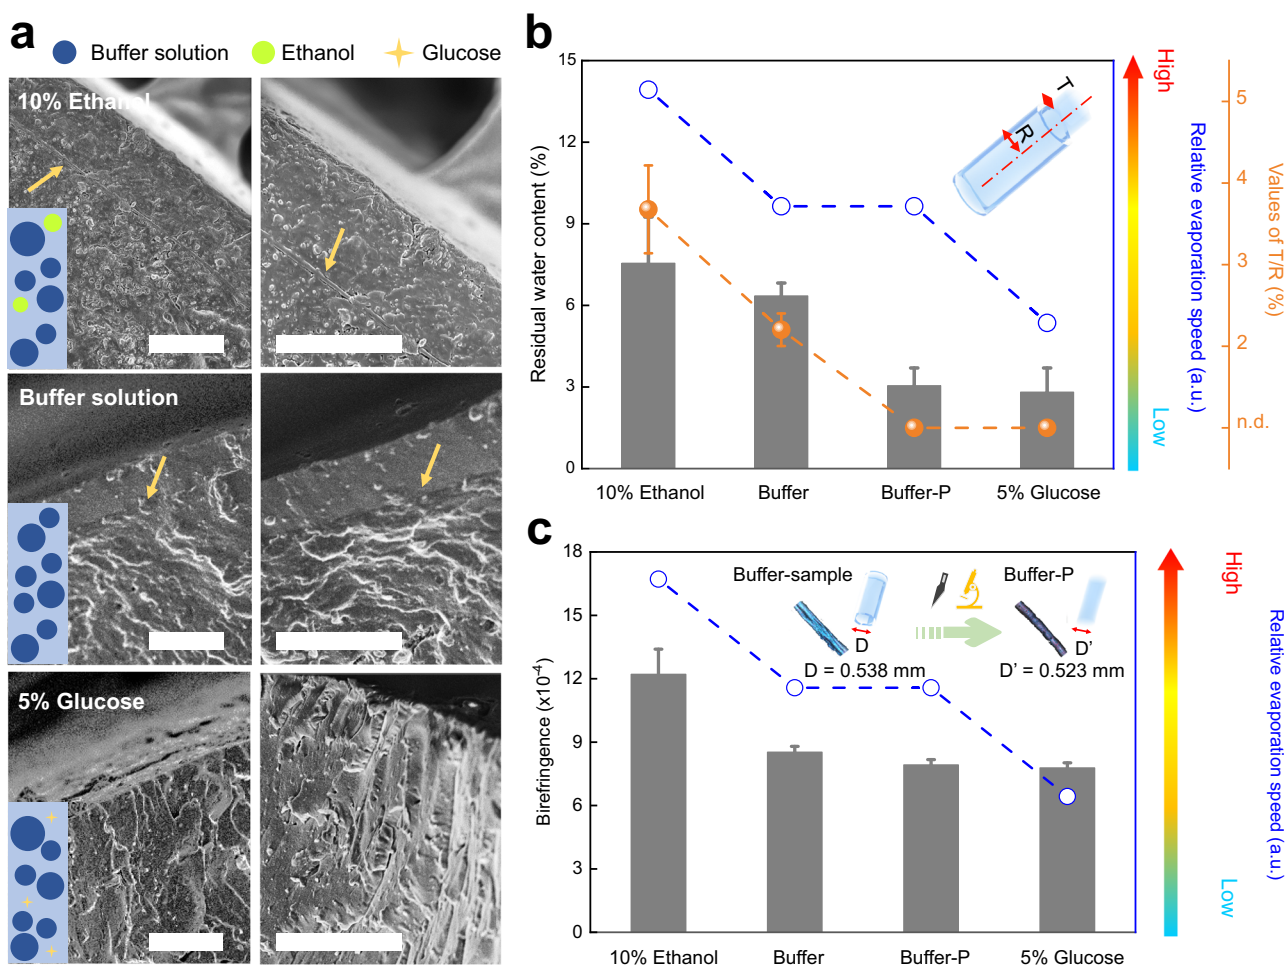 a
Buffer solution
Ethanol
Glucose
10% Ethanol
Buffer solution
5% Glucose
b
15
12
9
6
3
0
Residual water content (%)
10% Ethanol
Buffer
Buffer-P
5% Glucose
T
R
High
Low
Relative evaporation speed (a.u.)
5
4
3
2
n.d.
Values of T/R (%)
c
18
15
12
9
6
3
0
Birefringence (x10-4)
10% Ethanol
Buffer
Buffer-P
5% Glucose
Buffer-sample
D
D = 0.538 mm
Buffer-P
D'
D' = 0.523 mm
High
Low
Relative evaporation speed (a.u.)